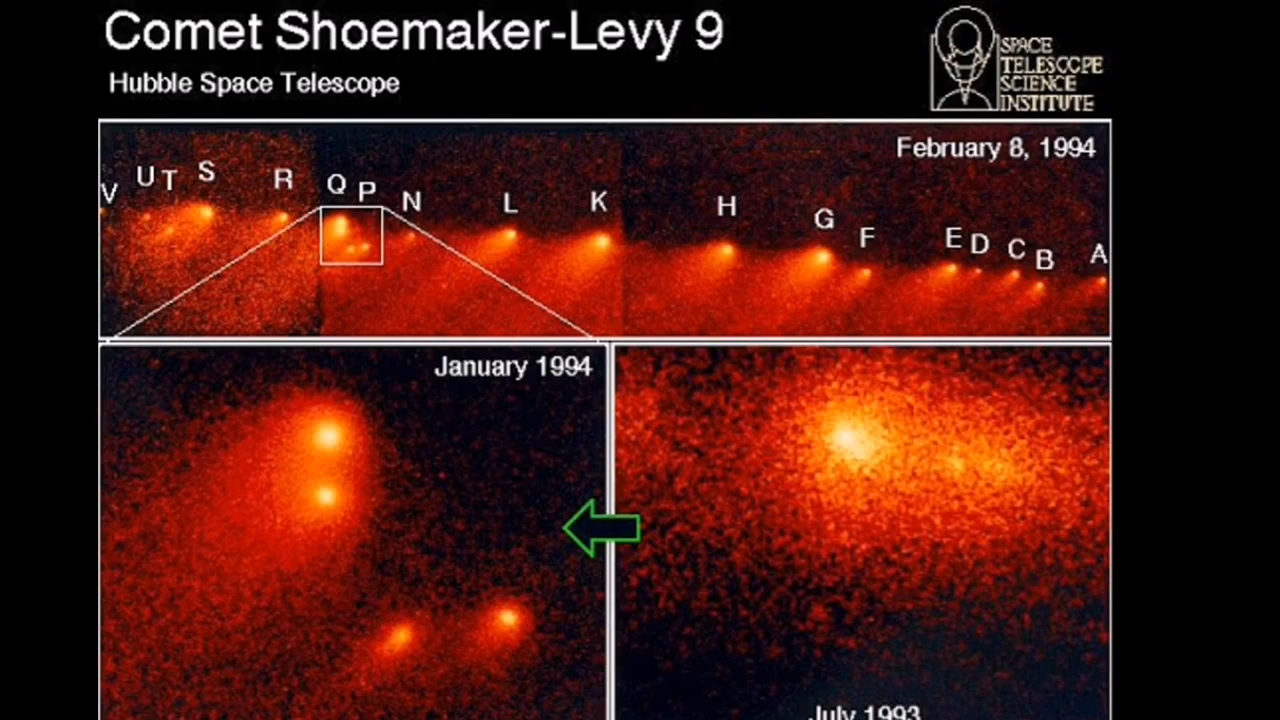 Comet Shoemaker-Levy 9
Hubble Space Telescope
SPACE
TELESCOPE
SCIENCE
INSTITUTE
February 8, 1994
V U T S R Q P N L K H G F E D C B A
January 1994
July 1993